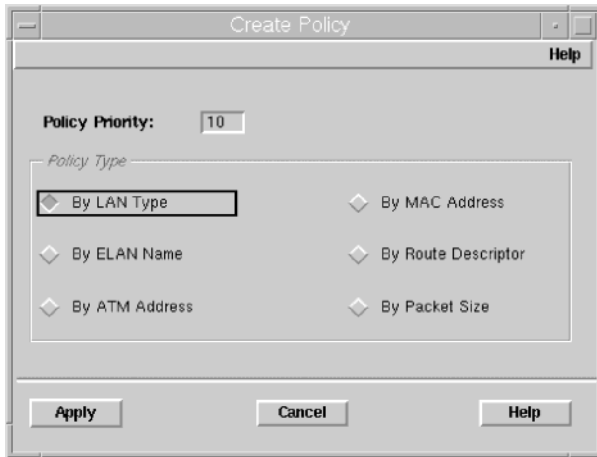 Create Policy
Help
Policy Priority: 10
Policy Type
By LAN Type By MAC Address
By ELAN Name By Route Descriptor
By ATM Address By Packet Size
Apply Cancel Help